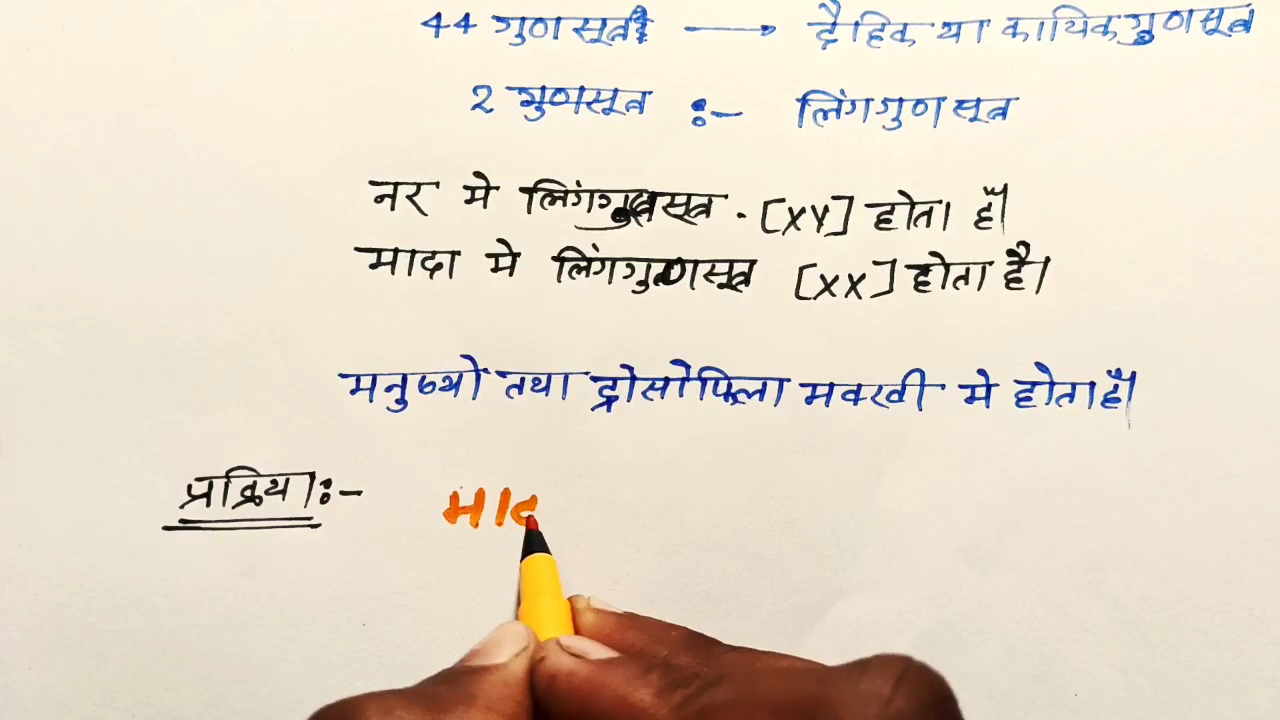 44 गुणसूत्र → दैहिक या कायिक गुणसूत्र
2 गुणसूत्र :- लिंगगुणसूत्र
नर मे लिंगगुणसूत्र . [XY] होता है।
मादा मे लिंगगुणसूत्र [XX] होता है।
मनुष्यो तथा ड्रोसोफिला मक्खी मे होता है।
प्रक्रिया :- माद